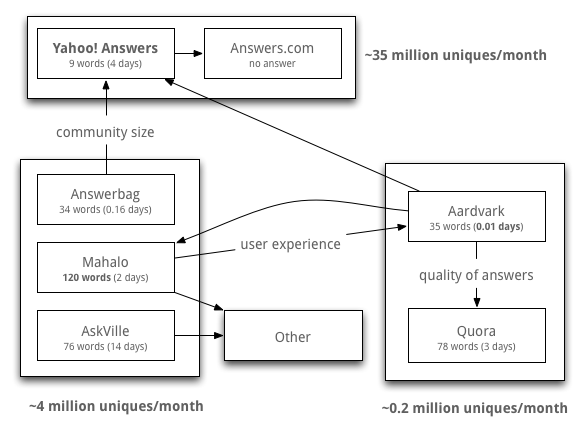 Yahoo! Answers
9 words (4 days)
Answers.com
no answer
~35 million uniques/month
community size
Answerbag
34 words (0.16 days)
Mahalo
120 words (2 days)
AskVille
76 words (14 days)
~4 million uniques/month
user experience
Other
Aardvark
35 words (0.01 days)
quality of answers
Quora
78 words (3 days)
~0.2 million uniques/month